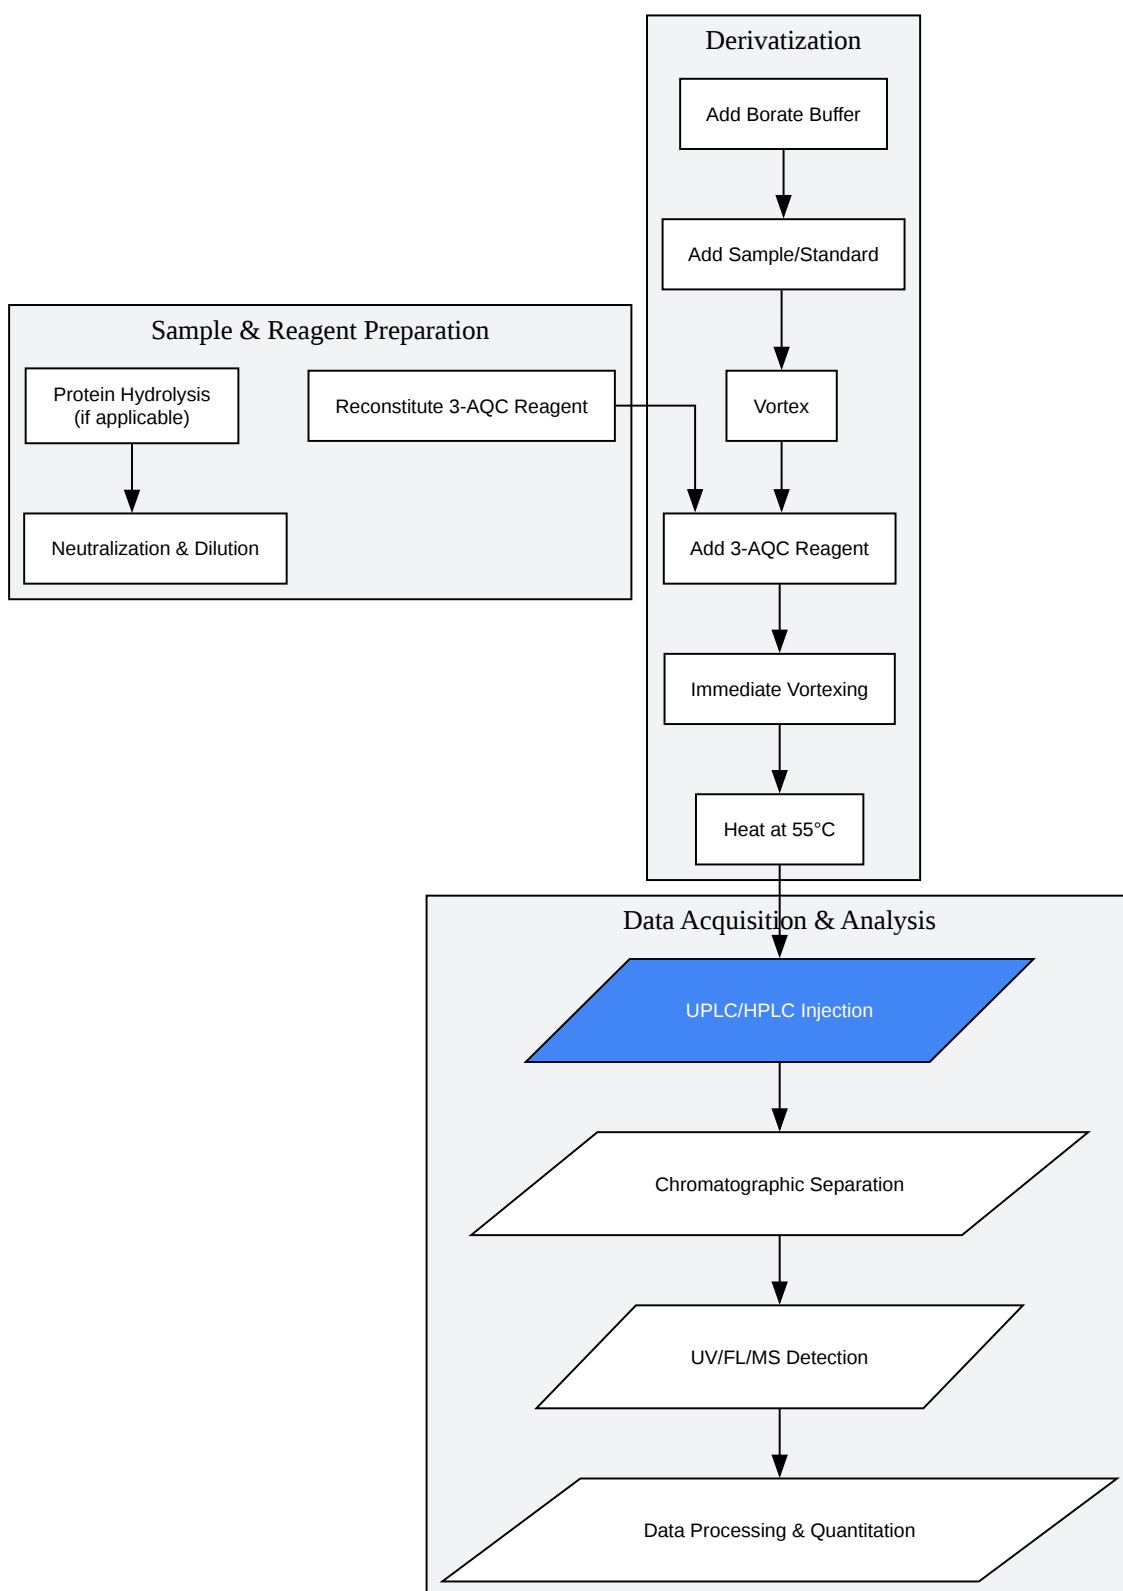 Derivatization
Add Borate Buffer
Add Sample/Standard
Vortex
Add 3-AQC Reagent
Immediate Vortexing
Heat at 55°C
Sample & Reagent Preparation
Protein Hydrolysis
(if applicable)
Reconstitute 3-AQC Reagent
Neutralization & Dilution
Data Acquisition & Analysis
UPLC/HPLC Injection
Chromatographic Separation
UV/FL/MS Detection
Data Processing & Quantitation